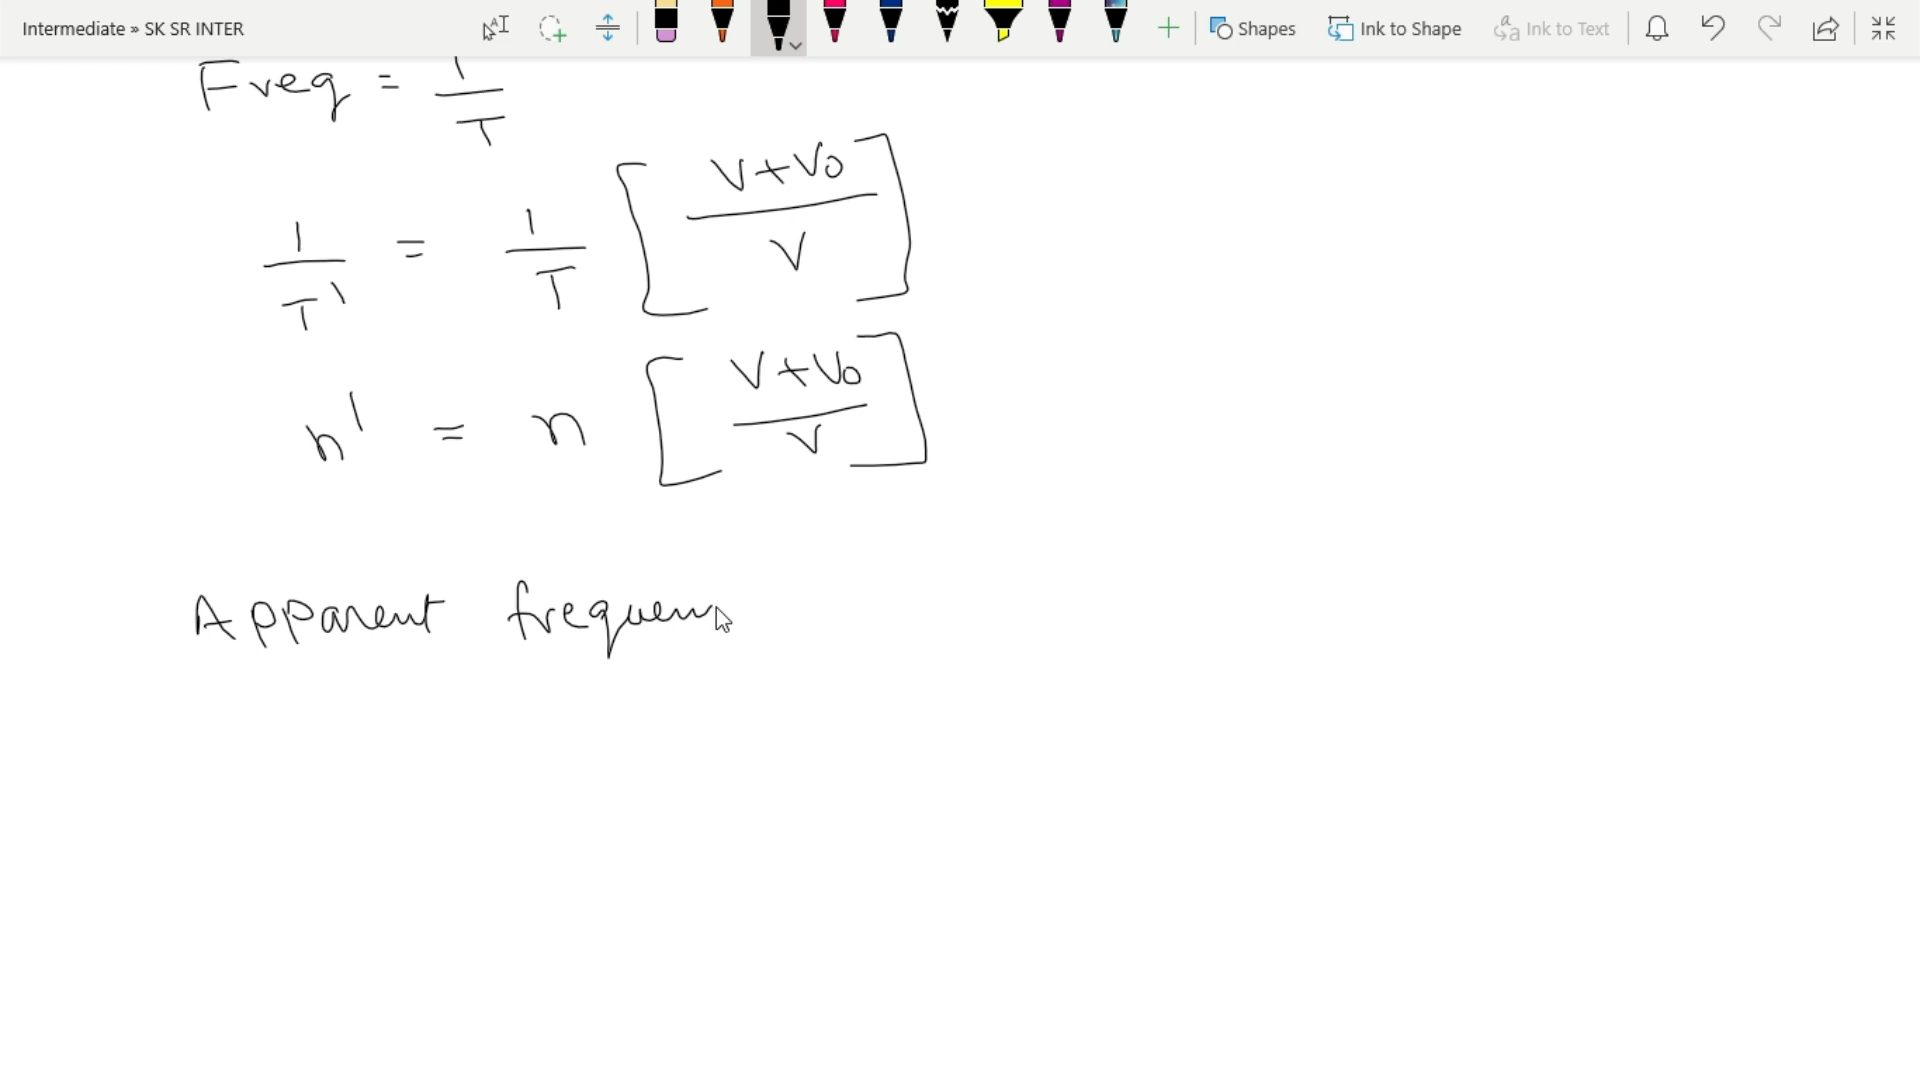 Intermediate » SK SR INTER
Shapes
Ink to Shape
Ink to Text
Freq = 1/T
1/T' = 1/T [V+V0/V]
n' = n [V+V0/V]
Apparent frequen